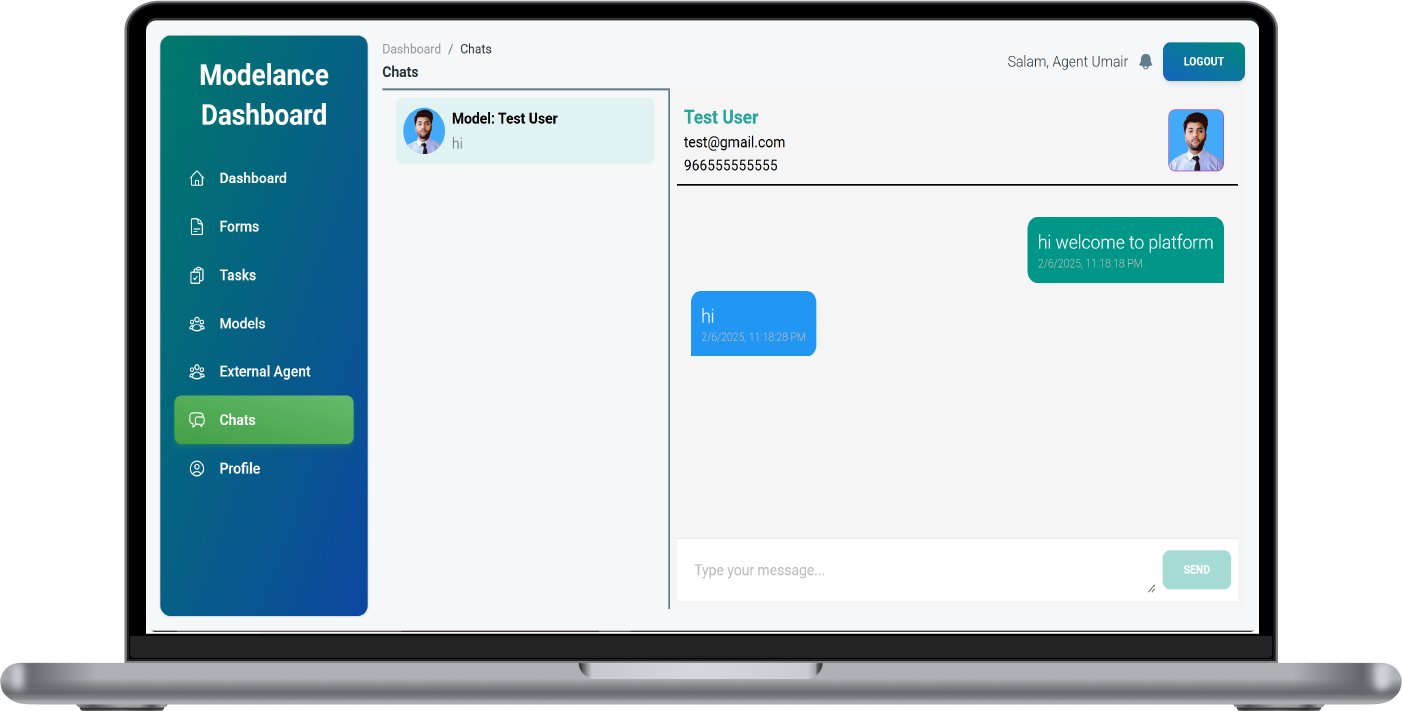 Modelance
Dashboard
Dashboard
Forms
Tasks
Models
External Agent
Chats
Profile
Dashboard / Chats
Chats
Salam, Agent Umair
LOGOUT
Model: Test User
hi
Test User
test@gmail.com
966555555555
hi welcome to platform
2/6/2025, 11:18:18 PM
hi
2/6/2025, 11:18:28 PM
Type your message...
SEND